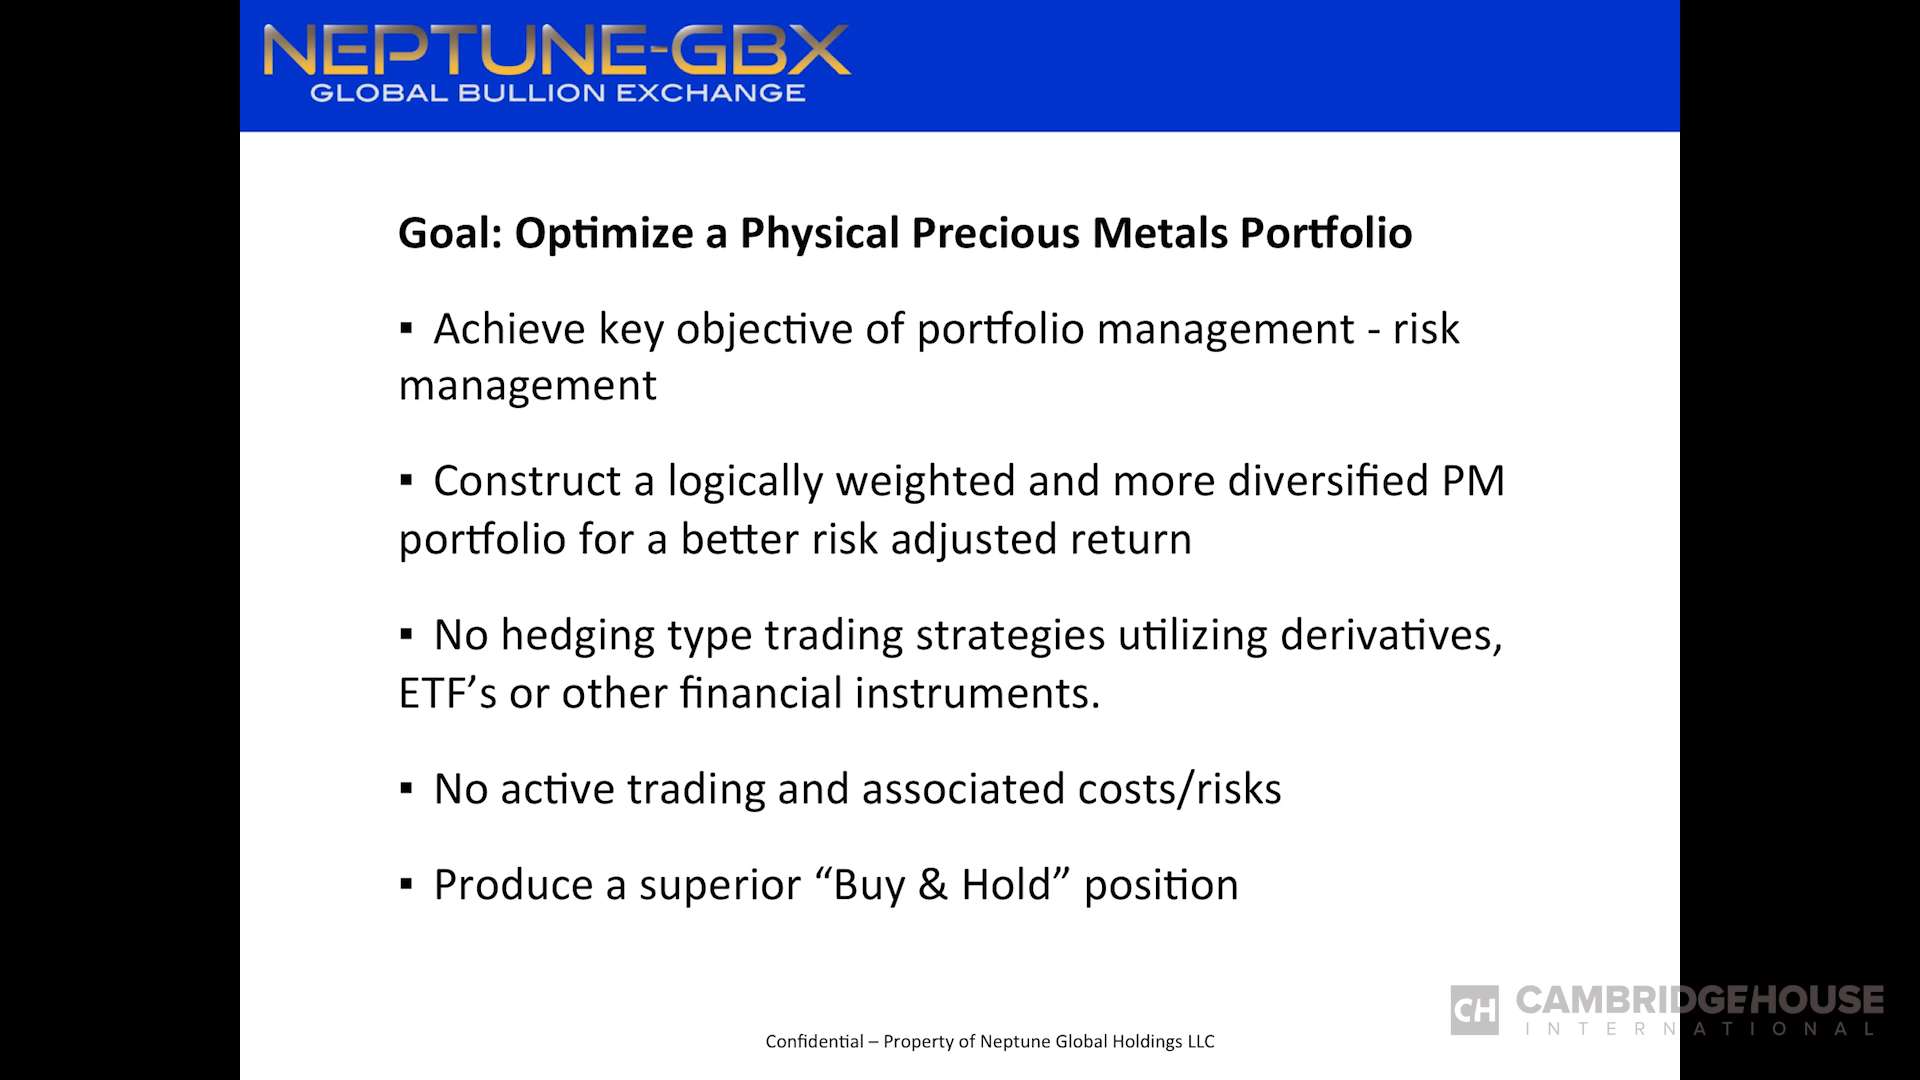 NEPTUNE-GBX
GLOBAL BULLION EXCHANGE
Goal: Optimize a Physical Precious Metals Portfolio
▪ Achieve key objective of portfolio management - risk
management
▪ Construct a logically weighted and more diversified PM
portfolio for a better risk adjusted return
▪ No hedging type trading strategies utilizing derivatives,
ETF’s or other financial instruments.
▪ No active trading and associated costs/risks
▪ Produce a superior “Buy & Hold” position
CH CAMBRIDGEHOUSE
INTERNATIONAL
Confidential – Property of Neptune Global Holdings LLC